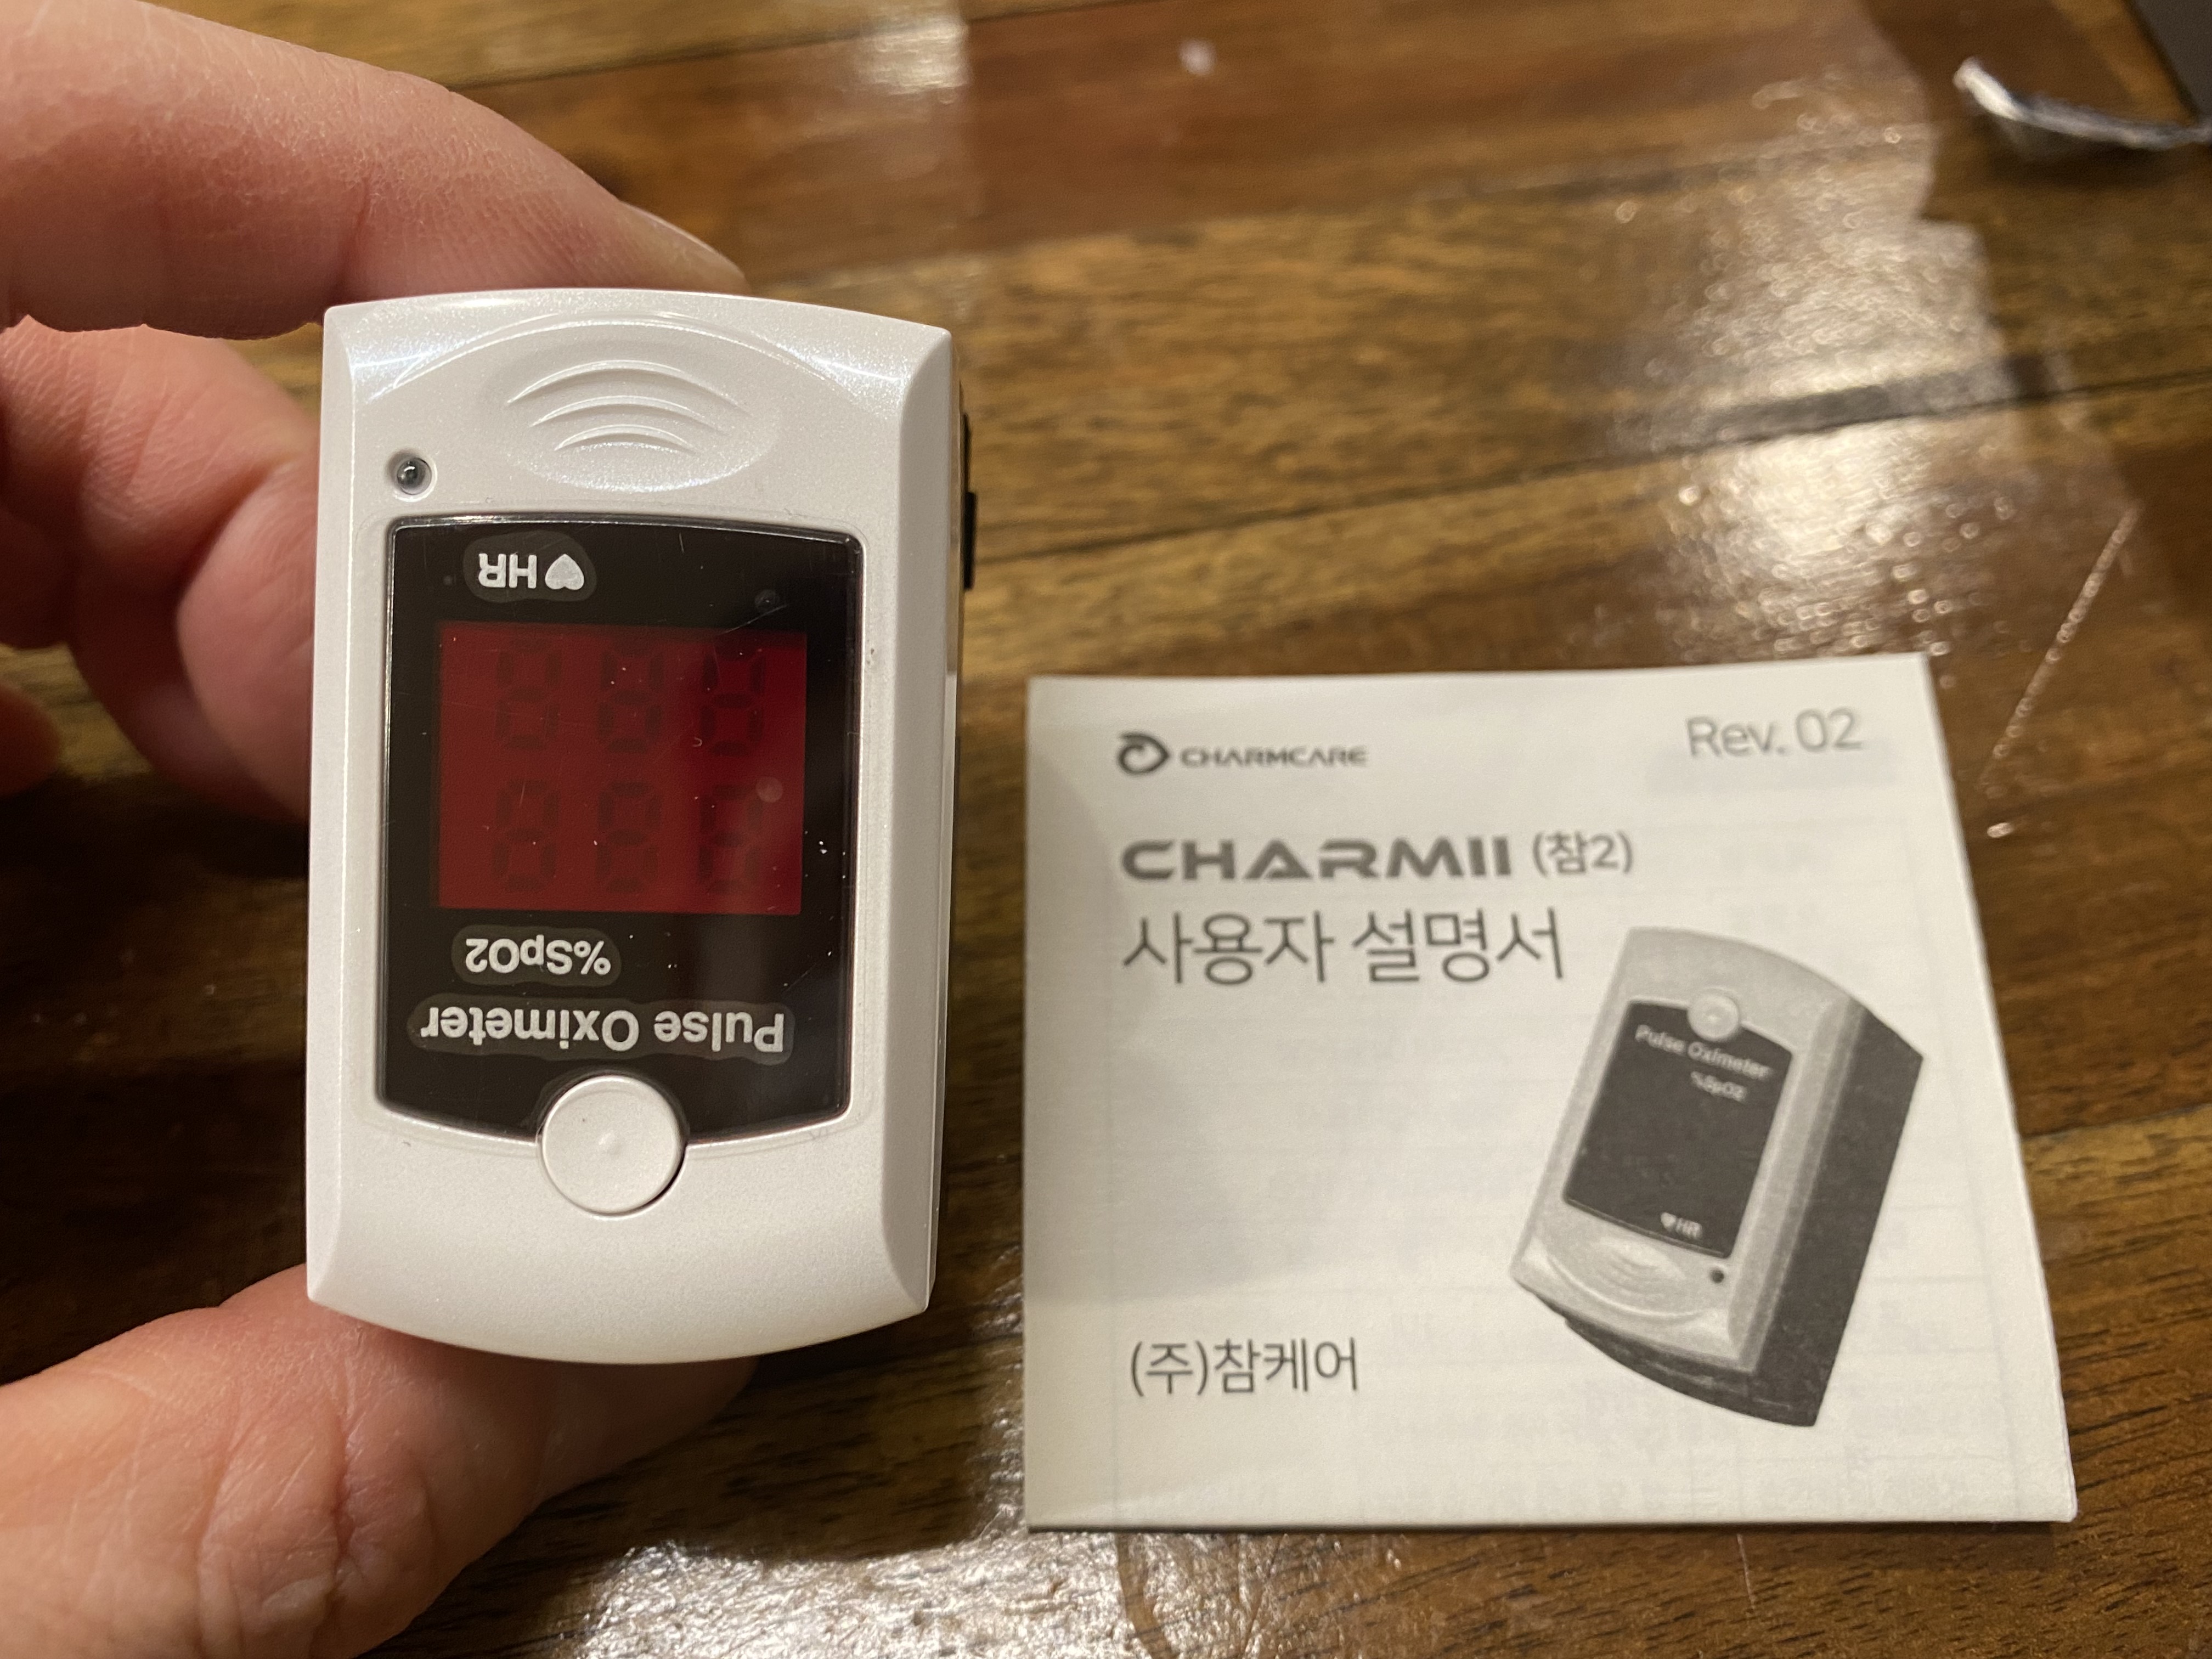 ♥HR
%SpO2
Pulse Oximeter
CHARMCARE
Rev. 02
CHARMII (참2)
사용자 설명서
Pulse Oximeter
%SpO2
♥HR
(주)참케어